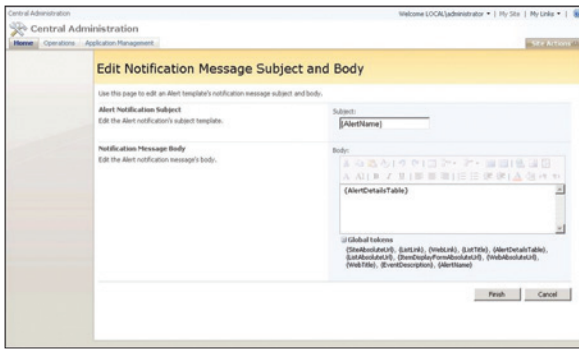 Central Administration
Welcome LOCAL\administrator
My Site
My Links
Central Administration
Home
Operations
Application Management
Site Actions
Edit Notification Message Subject and Body
Use this page to edit an Alert template's notification message subject and body.
Alert Notification Subject
Edit the Alert notification's subject template.
Subject:
{AlertName}
Notification Message Body
Edit the Alert notification message's body.
Body:
{AlertDetailsTable}
Global tokens
{SiteAbsoluteUrl}, {ListLink}, {WebLink}, {ListTitle}, {AlertDetailsTable},
{ListAbsoluteUrl}, {ItemDisplayFormAbsoluteUrl}, {WebAbsoluteUrl},
{WebTitle}, {EventDescription}, {AlertName}
Finish
Cancel